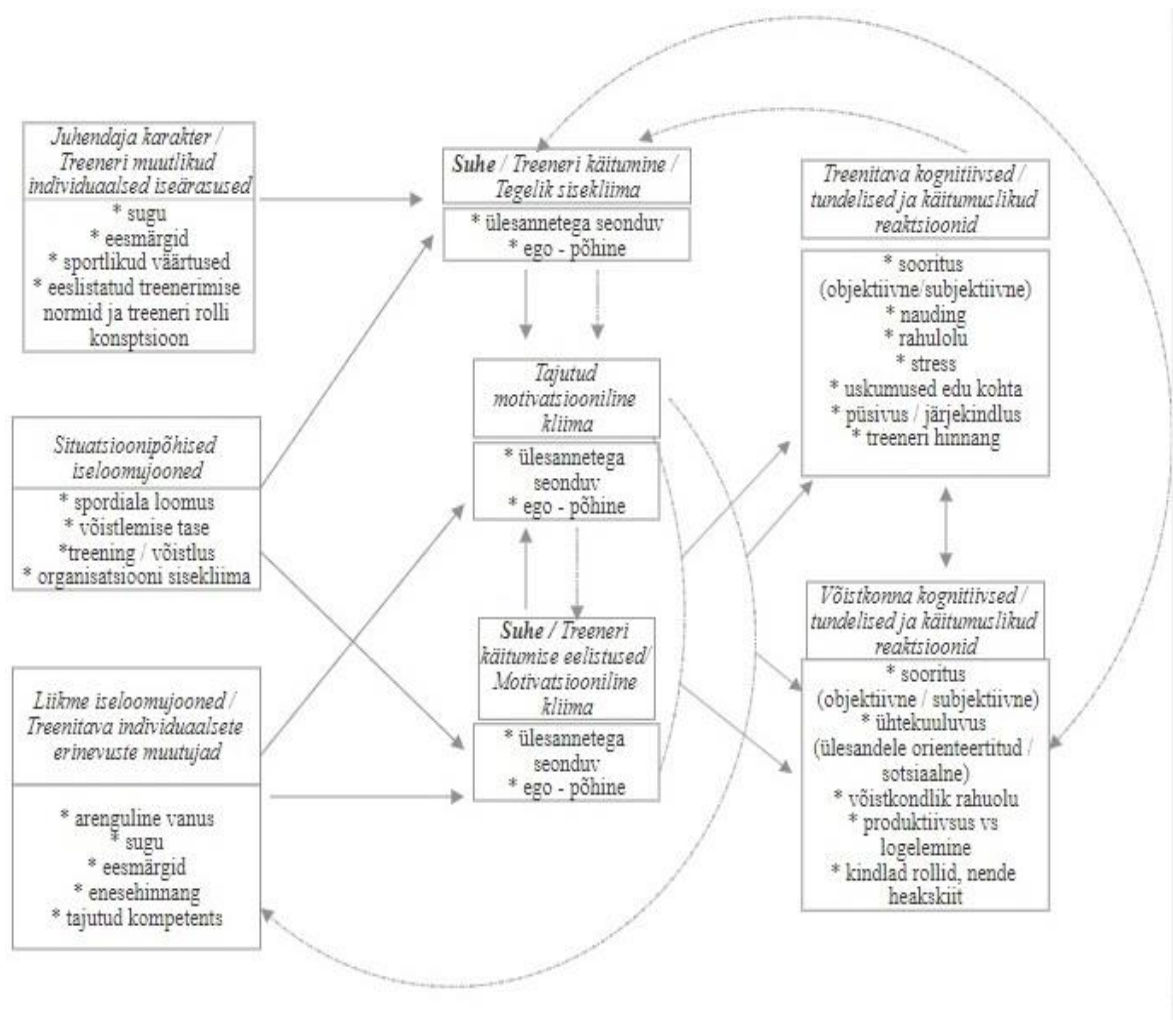 Juhendaja karakter /
Treeneri muutlikud
individuaalsed iseärasused
* sugu
* eesmärgid
* sportlikud väärtused
* eeslistatud treenerimise
normid ja treeneri rolli
konsptsioon
Situatsioonipõhised
iseloomujooned
* spordiala loomus
* võistlemise tase
*treening / võistlus
* organisatsiooni sisekliima
Liikme iseloomujooned /
Treenitava individuaalsete
erinevuste muutujad
* arenguline vanus
* sugu
* eesmärgid
* enesehinnang
* tajutud kompetents
Suhe / Treeneri käitumine /
Tegelik sisekliima
* ülesannetega seonduv
* ego - põhine
Tajutud
motivatsiooniline
kliima
* ülesannetega
seonduv
* ego - põhine
Suhe / Treeneri
käitumise eelistused/
Motivatsiooniline
kliima
* ülesannetega
seonduv
* ego - põhine
Treenitava kognitiivsed /
tundelised ja käitumuslikud
reaktsioonid
* sooritus
(objektiivne/subjektiivne)
* nauding
* rahulolu
* stress
* uskumused edu kohta
* püsivus / järjekindlus
* treeneri hinnang
Võistkonna kognitiivsed /
tundelised ja käitumuslikud
reaktsioonid
* sooritus
(objektiivne / subjektiivne)
* ühtekuuluvus
(ülesandele orienteertitud /
sotsiaalne)
* võistkondlik rahuolu
* produktiivsus vs
logelemine
* kindlad rollid, nende
heakskiit